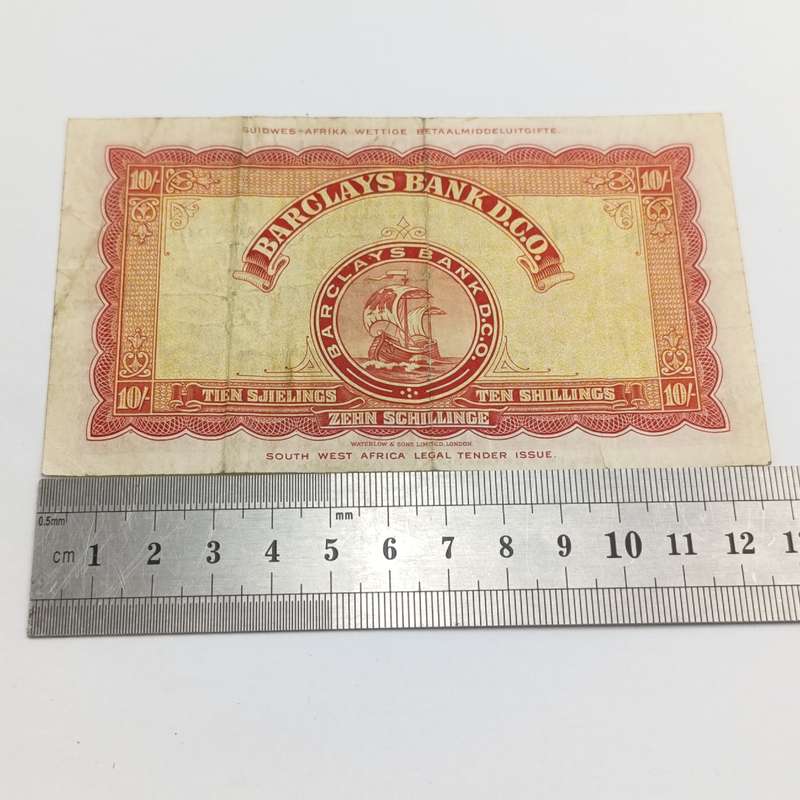 SUIDWES-AFRIKA WETTIGE BETAALMIDDELUITGIFTE.
10/- 10/-
BARCLAYS BANK D.C.O.
BARCLAYS BANK D.C.O.
10/- TIEN SJIELINGS TEN SHILLINGS 10/-
ZEHN SCHILLINGE
WATERLOW & SONS LIMITED, LONDON.
SOUTH WEST AFRICA LEGAL TENDER ISSUE.
0.5mm mm
cm 1 2 3 4 5 6 7 8 9 10 11 12